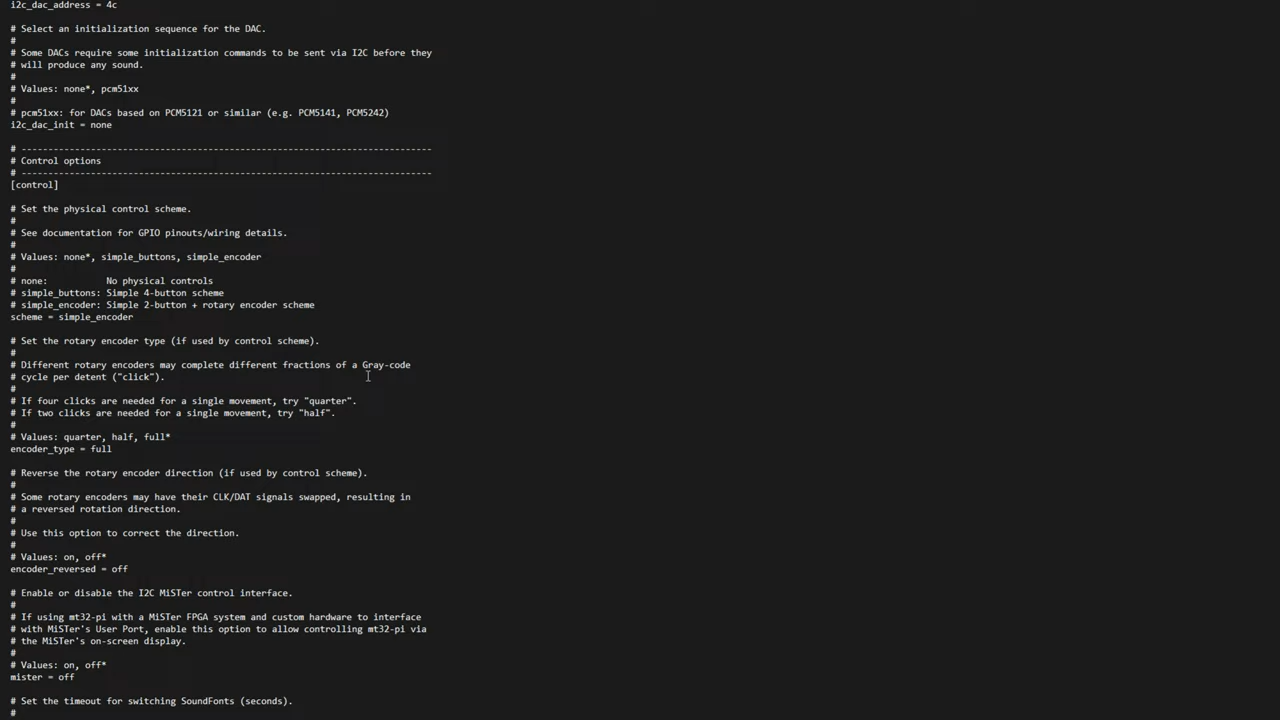 i2c_dac_address = 4c
# Select an initialization sequence for the DAC.
#
# Some DACs require some initialization commands to be sent via I2C before they
# will produce any sound.
#
# Values: none*, pcm51xx
#
# pcm51xx: for DACs based on PCM5121 or similar (e.g. PCM5141, PCM5242)
i2c_dac_init = none
# -----------------------------------------------------------------------------
# Control options
# -----------------------------------------------------------------------------
[control]
# Set the physical control scheme.
#
# See documentation for GPIO pinouts/wiring details.
#
# Values: none*, simple_buttons, simple_encoder
#
# none:           No physical controls
# simple_buttons: Simple 4-button scheme
# simple_encoder: Simple 2-button + rotary encoder scheme
scheme = simple_encoder
# Set the rotary encoder type (if used by control scheme).
#
# Different rotary encoders may complete different fractions of a Gray-code
# cycle per detent ("click").
#
# If four clicks are needed for a single movement, try "quarter".
# If two clicks are needed for a single movement, try "half".
#
# Values: quarter, half, full*
encoder_type = full
# Reverse the rotary encoder direction (if used by control scheme).
#
# Some rotary encoders may have their CLK/DAT signals swapped, resulting in
# a reversed rotation direction.
#
# Use this option to correct the direction.
#
# Values: on, off*
encoder_reversed = off
# Enable or disable the I2C MiSTer control interface.
#
# If using mt32-pi with a MiSTer FPGA system and custom hardware to interface
# with MiSTer's User Port, enable this option to allow controlling mt32-pi via
# the MiSTer's on-screen display.
#
# Values: on, off*
mister = off
# Set the timeout for switching SoundFonts (seconds).
#